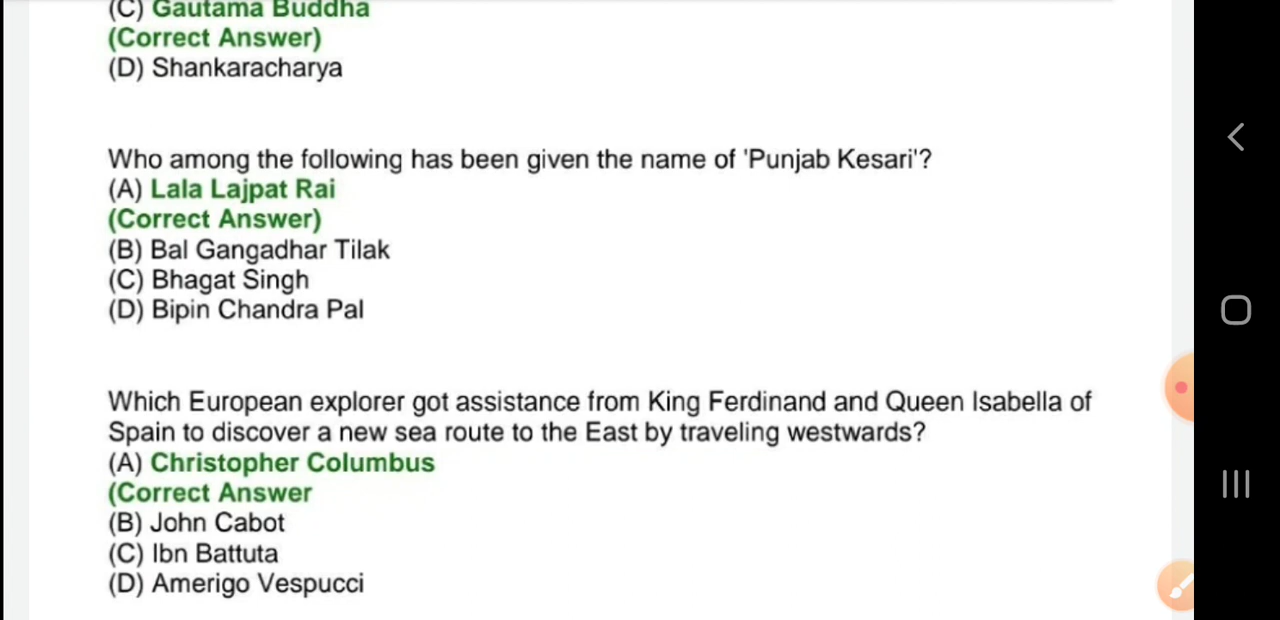 (C) Gautama Buddha
(Correct Answer)
(D) Shankaracharya
Who among the following has been given the name of 'Punjab Kesari'?
(A) Lala Lajpat Rai
(Correct Answer)
(B) Bal Gangadhar Tilak
(C) Bhagat Singh
(D) Bipin Chandra Pal
Which European explorer got assistance from King Ferdinand and Queen Isabella of
Spain to discover a new sea route to the East by traveling westwards?
(A) Christopher Columbus
(Correct Answer
(B) John Cabot
(C) Ibn Battuta
(D) Amerigo Vespucci